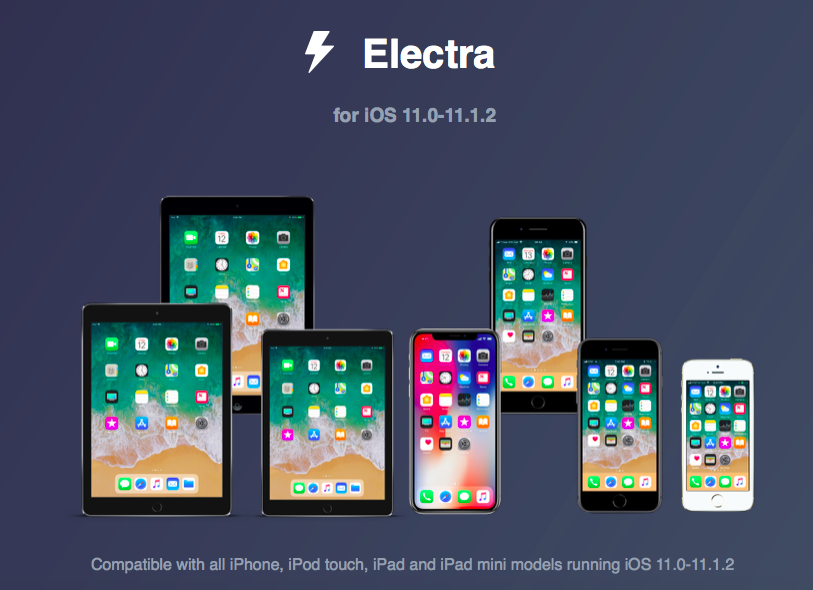 Electra
for iOS 11.0-11.1.2
Compatible with all iPhone, iPod touch, iPad and iPad mini models running iOS 11.0-11.1.2